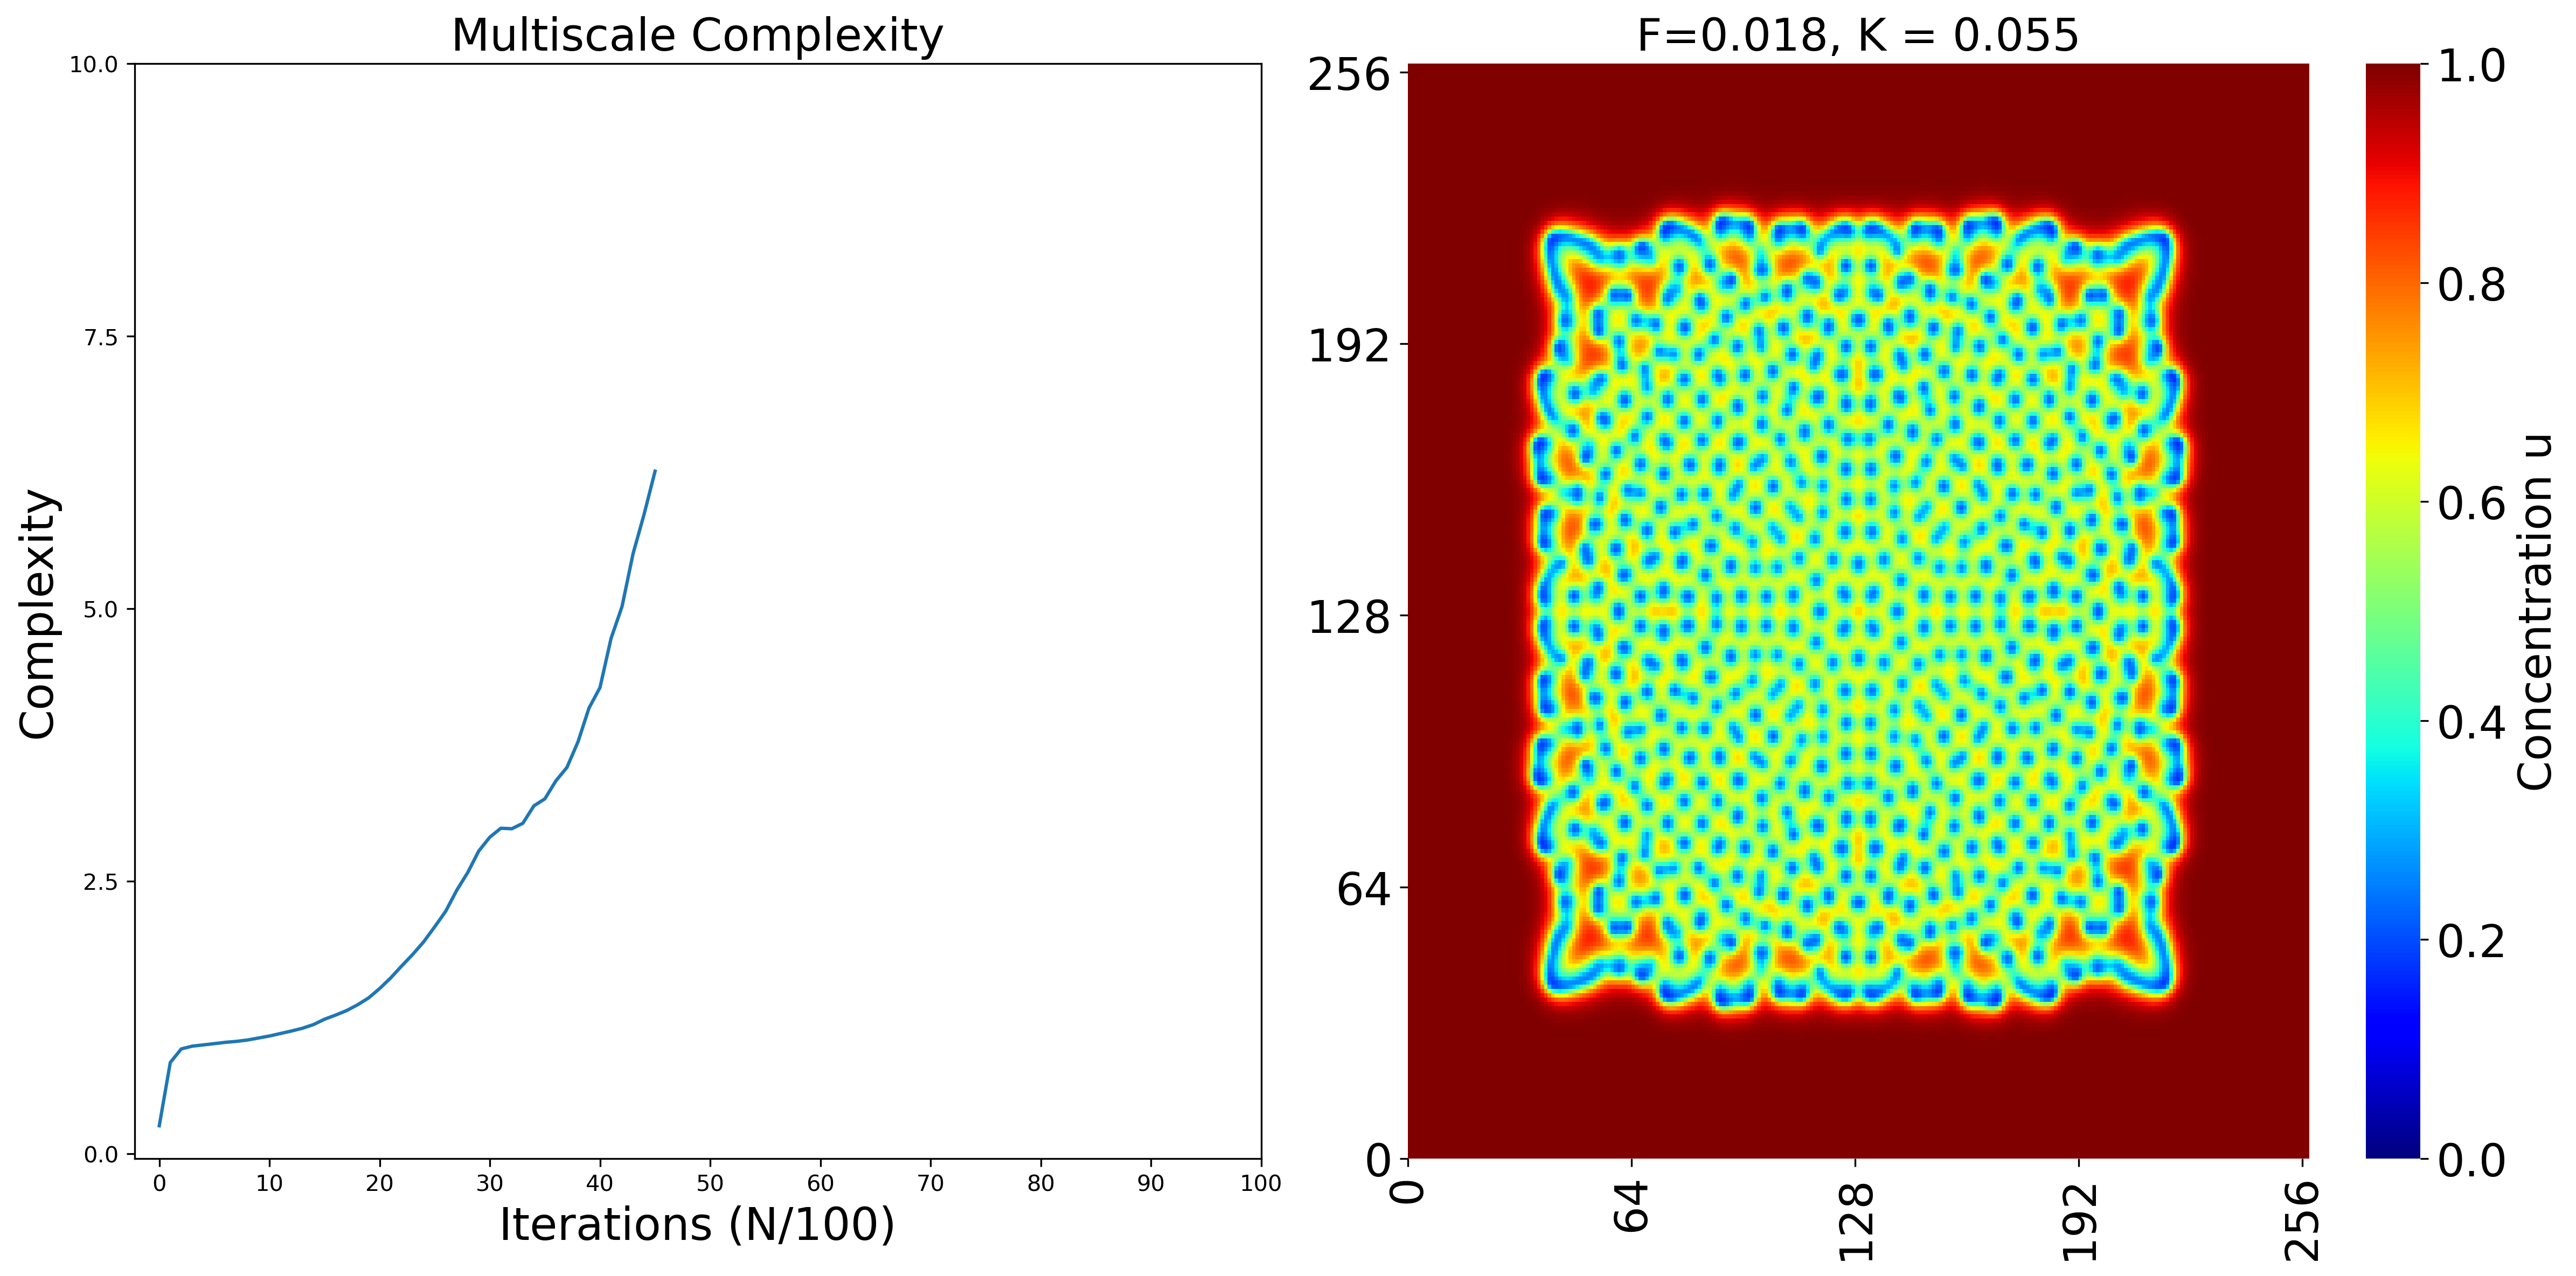 Multiscale Complexity
10.0
7.5
5.0
2.5
0.0
Complexity
0 10 20 30 40 50 60 70 80 90 100
Iterations (N/100)
F=0.018, K = 0.055
256
192
128
64
0
0 64 128 192 256
1.0
0.8
0.6
0.4
0.2
0.0
Concentration u